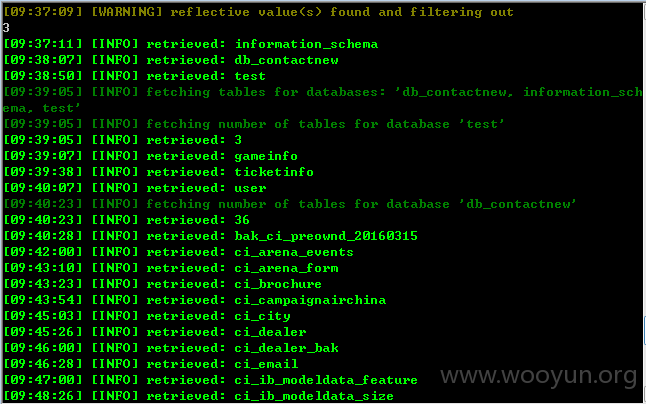 [09:37:09] [WARNING] reflective value(s) found and filtering out
3
[09:37:11] [INFO] retrieved: information_schema
[09:38:07] [INFO] retrieved: db_contactnew
[09:38:50] [INFO] retrieved: test
[09:39:05] [INFO] fetching tables for databases: 'db_contactnew, information_sch
ema, test'
[09:39:05] [INFO] fetching number of tables for database 'test'
[09:39:05] [INFO] retrieved: 3
[09:39:07] [INFO] retrieved: gameinfo
[09:39:38] [INFO] retrieved: ticketinfo
[09:40:07] [INFO] retrieved: user
[09:40:23] [INFO] fetching number of tables for database 'db_contactnew'
[09:40:23] [INFO] retrieved: 36
[09:40:28] [INFO] retrieved: bak_ci_preownd_20160315
[09:42:00] [INFO] retrieved: ci_arena_events
[09:43:10] [INFO] retrieved: ci_arena_form
[09:43:23] [INFO] retrieved: ci_brochure
[09:43:54] [INFO] retrieved: ci_campaignairchina
[09:45:03] [INFO] retrieved: ci_city
[09:45:26] [INFO] retrieved: ci_dealer
[09:46:00] [INFO] retrieved: ci_dealer_bak
[09:46:28] [INFO] retrieved: ci_email
[09:47:00] [INFO] retrieved: ci_ib_modeldata_feature
[09:48:26] [INFO] retrieved: ci_ib_modeldata_size
www.wooyun.org